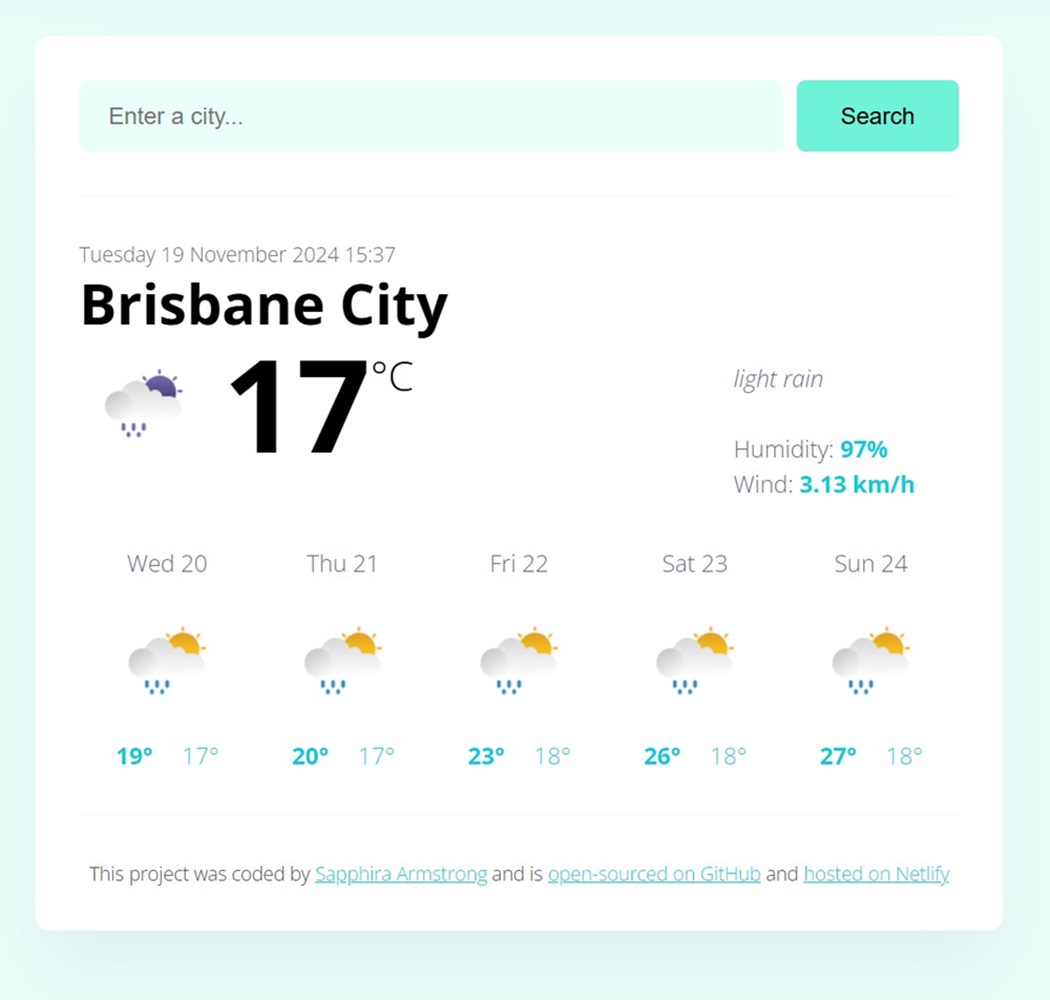 Enter a city...
Search
Tuesday 19 November 2024 15:37
Brisbane City
17°C
light rain
Humidity: 97%
Wind: 3.13 km/h
Wed 20 Thu 21 Fri 22 Sat 23 Sun 24
19° 17° 20° 17° 23° 18° 26° 18° 27° 18°
This project was coded by Sapphira Armstrong and is open-sourced on GitHub and hosted on Netlify